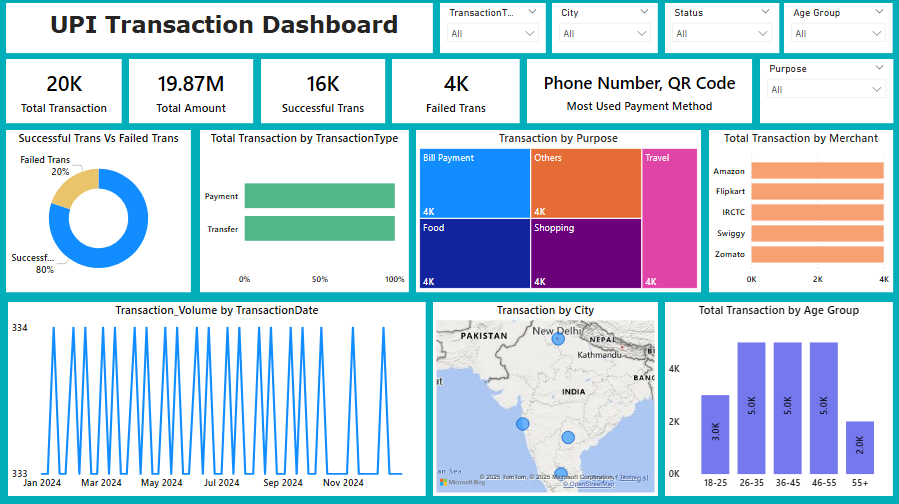 UPI Transaction Dashboard
TransactionT...
All
City
All
Status
All
Age Group
All
20K
Total Transaction
19.87M
Total Amount
16K
Successful Trans
4K
Failed Trans
Phone Number, QR Code
Most Used Payment Method
Purpose
All
Successful Trans Vs Failed Trans
Failed Trans
20%
Successf...
80%
Total Transaction by TransactionType
Payment
Transfer
0%
50%
100%
Transaction by Purpose
Bill Payment
4K
Others
4K
Travel
4K
Food
4K
Shopping
4K
Total Transaction by Merchant
Amazon
Flipkart
IRCTC
Swiggy
Zomato
0K
2K
4K
Transaction_Volume by TransactionDate
334
333
Jan 2024
Mar 2024
May 2024
Jul 2024
Sep 2024
Nov 2024
Transaction by City
New Delhi
PAKISTAN
NEPAL
Kathmandu
INDIA
an Sea
Microsoft Bing
© 2025 TomTom, © 2025 Microsoft Corporation, Terms
© OpenStreetMap
Total Transaction by Age Group
4K
2K
0K
3.0K
5.0K
5.0K
5.0K
2.0K
18-25
26-35
36-45
46-55
55+